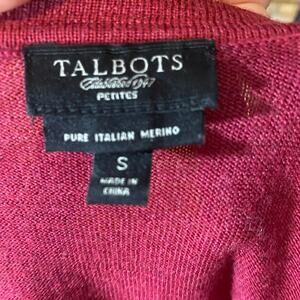 TALBOTS
Established 1947
PETITES
PURE ITALIAN MERINO
S
MADE IN
CHINA